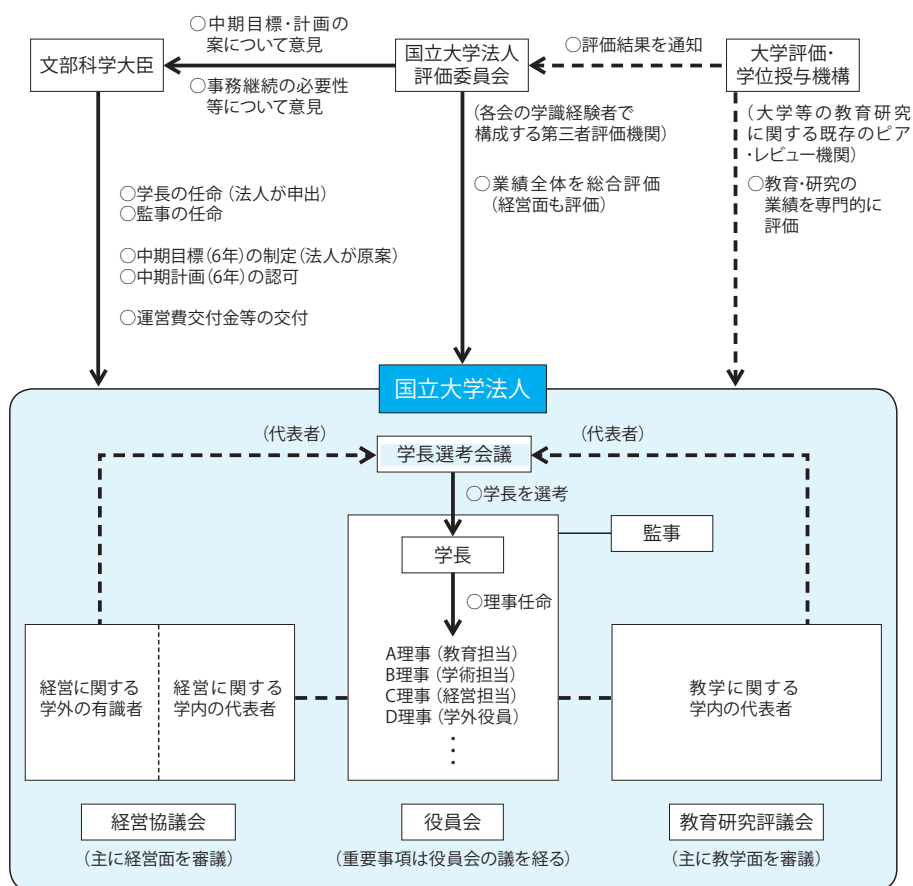 ○中期目標・計画の
案について意見
文部科学大臣
○事務継続の必要性
等について意見
国立大学法人
評価委員会
○評価結果を通知
大学評価・
学位授与機構
(各会の学識経験者で
構成する第三者評価機関)
○業績全体を総合評価
(経営面も評価)
(大学等の教育研究
に関する既存のピア
・レビュー機関)
○教育・研究の
業績を専門的に
評価
○学長の任命(法人が申出)
○監事の任命
○中期目標(6年)の制定(法人が原案)
○中期計画(6年)の認可
○運営費交付金等の交付
国立大学法人
(代表者)
学長選考会議
(代表者)
○学長を選考
学長
監事
○理事任命
A理事(教育担当)
B理事(学術担当)
C理事(経営担当)
D理事(学外役員)
経営に関する
学外の有識者
経営に関する
学内の代表者
教学に関する
学内の代表者
経営協議会
(主に経営面を審議)
役員会
(重要事項は役員会の議を経る)
教育研究評議会
(主に教学面を審議)